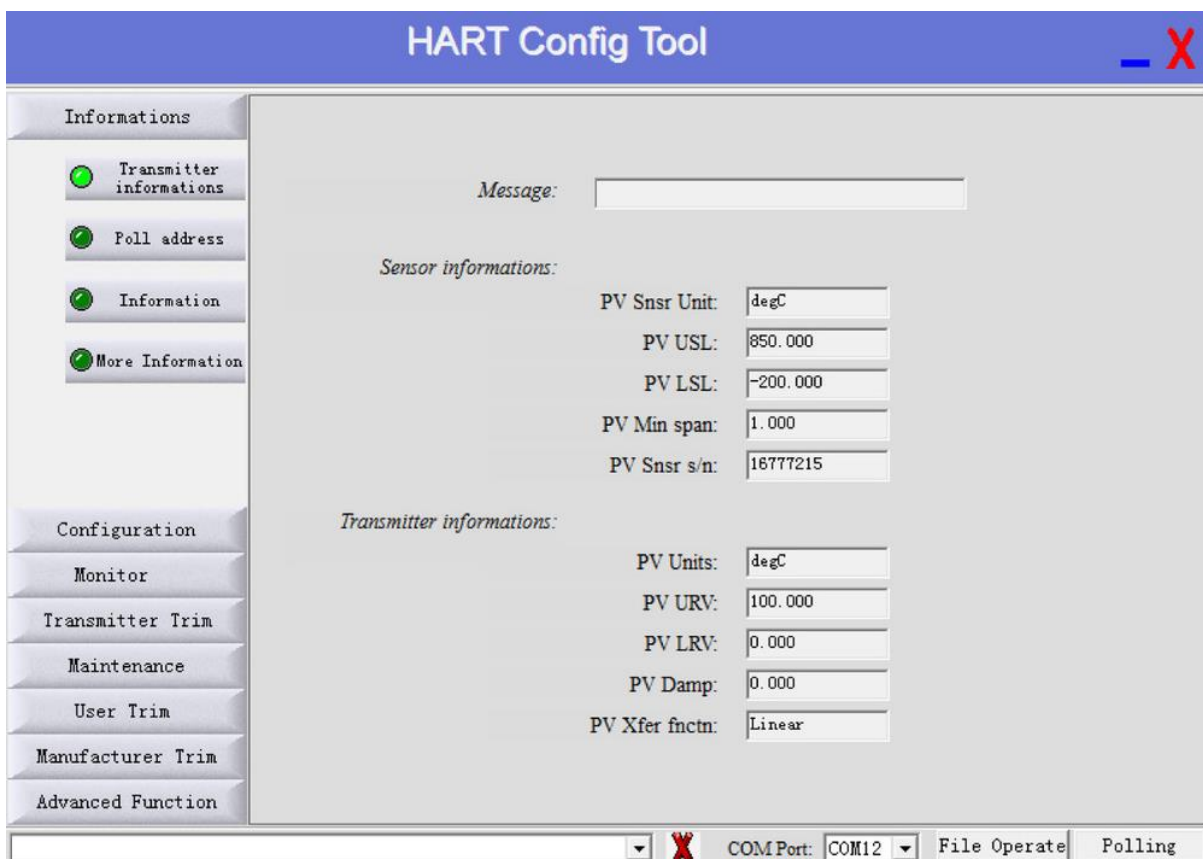 HART Config Tool
Informations
Transmitter
informations
Poll address
Information
More Information
Configuration
Monitor
Transmitter Trim
Maintenance
User Trim
Manufacturer Trim
Advanced Function
Message:
Sensor informations:
PV Snsr Unit: degC
PV USL: 850.000
PV LSL: -200.000
PV Min span: 1.000
PV Snsr s/n: 16777215
Transmitter informations:
PV Units: degC
PV URV: 100.000
PV LRV: 0.000
PV Damp: 0.000
PV Xfer fnctn: Linear
COM Port: COM12 File Operate Polling